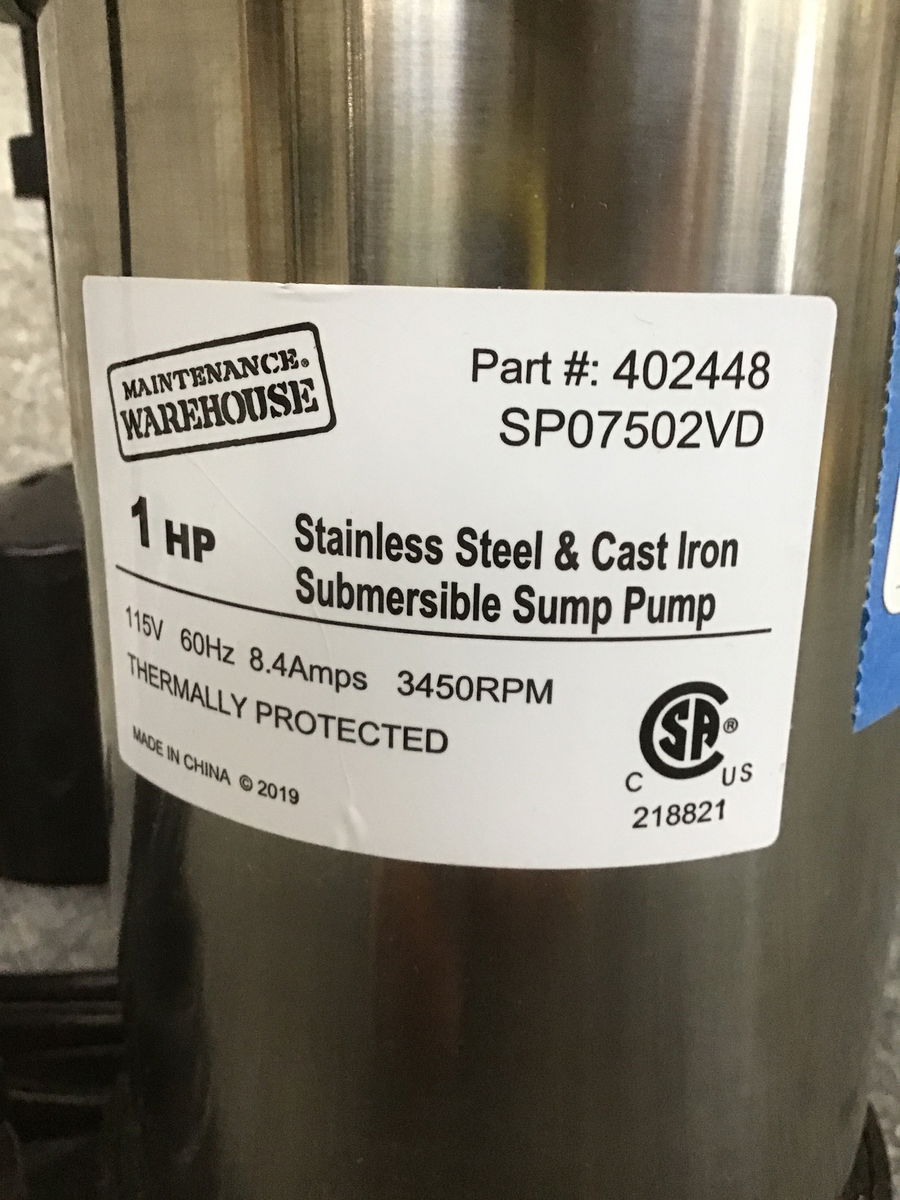 MAINTENANCE®
WAREHOUSE
Part #: 402448
SP07502VD
1 HP
Stainless Steel & Cast Iron
Submersible Sump Pump
115V 60Hz 8.4Amps 3450RPM
THERMALLY PROTECTED
MADE IN CHINA © 2019
SA®
C US
218821